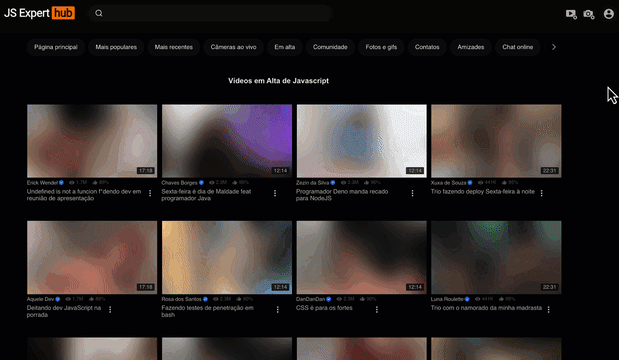 JS Expert hub
Página principal
Mais populares
Mais recentes
Câmeras ao vivo
Em alta
Comunidade
Fotos e gifs
Contatos
Amizades
Chat online
Vídeos em Alta de Javascript
17:18
12:14
12:14
22:31
Erick Wendel 1.7M 89%
Undefined is not a funcion f*dendo dev em
reunião de apresentação
Chaves Borges 2.3M 90%
Sexta-feira é dia de Maldade feat
programador Java
Zezin da Silva 2.3M 90%
Programador Deno manda recado
para NodeJS
Xuxa de Souza 441K 86%
Trio fazendo deploy Sexta-feira à noite
17:18
12:14
12:14
22:31
Aquele Dev 1.7M 89%
Deitando dev JavaScript na
porrada
Rosa dos Santos 2.3M 90%
Fazendo testes de penetração em
bash
DanDanDan 2.3M 90%
CSS é para os fortes
Luna Roulette 441K 86%
Trio com o namorado da minha madrasta